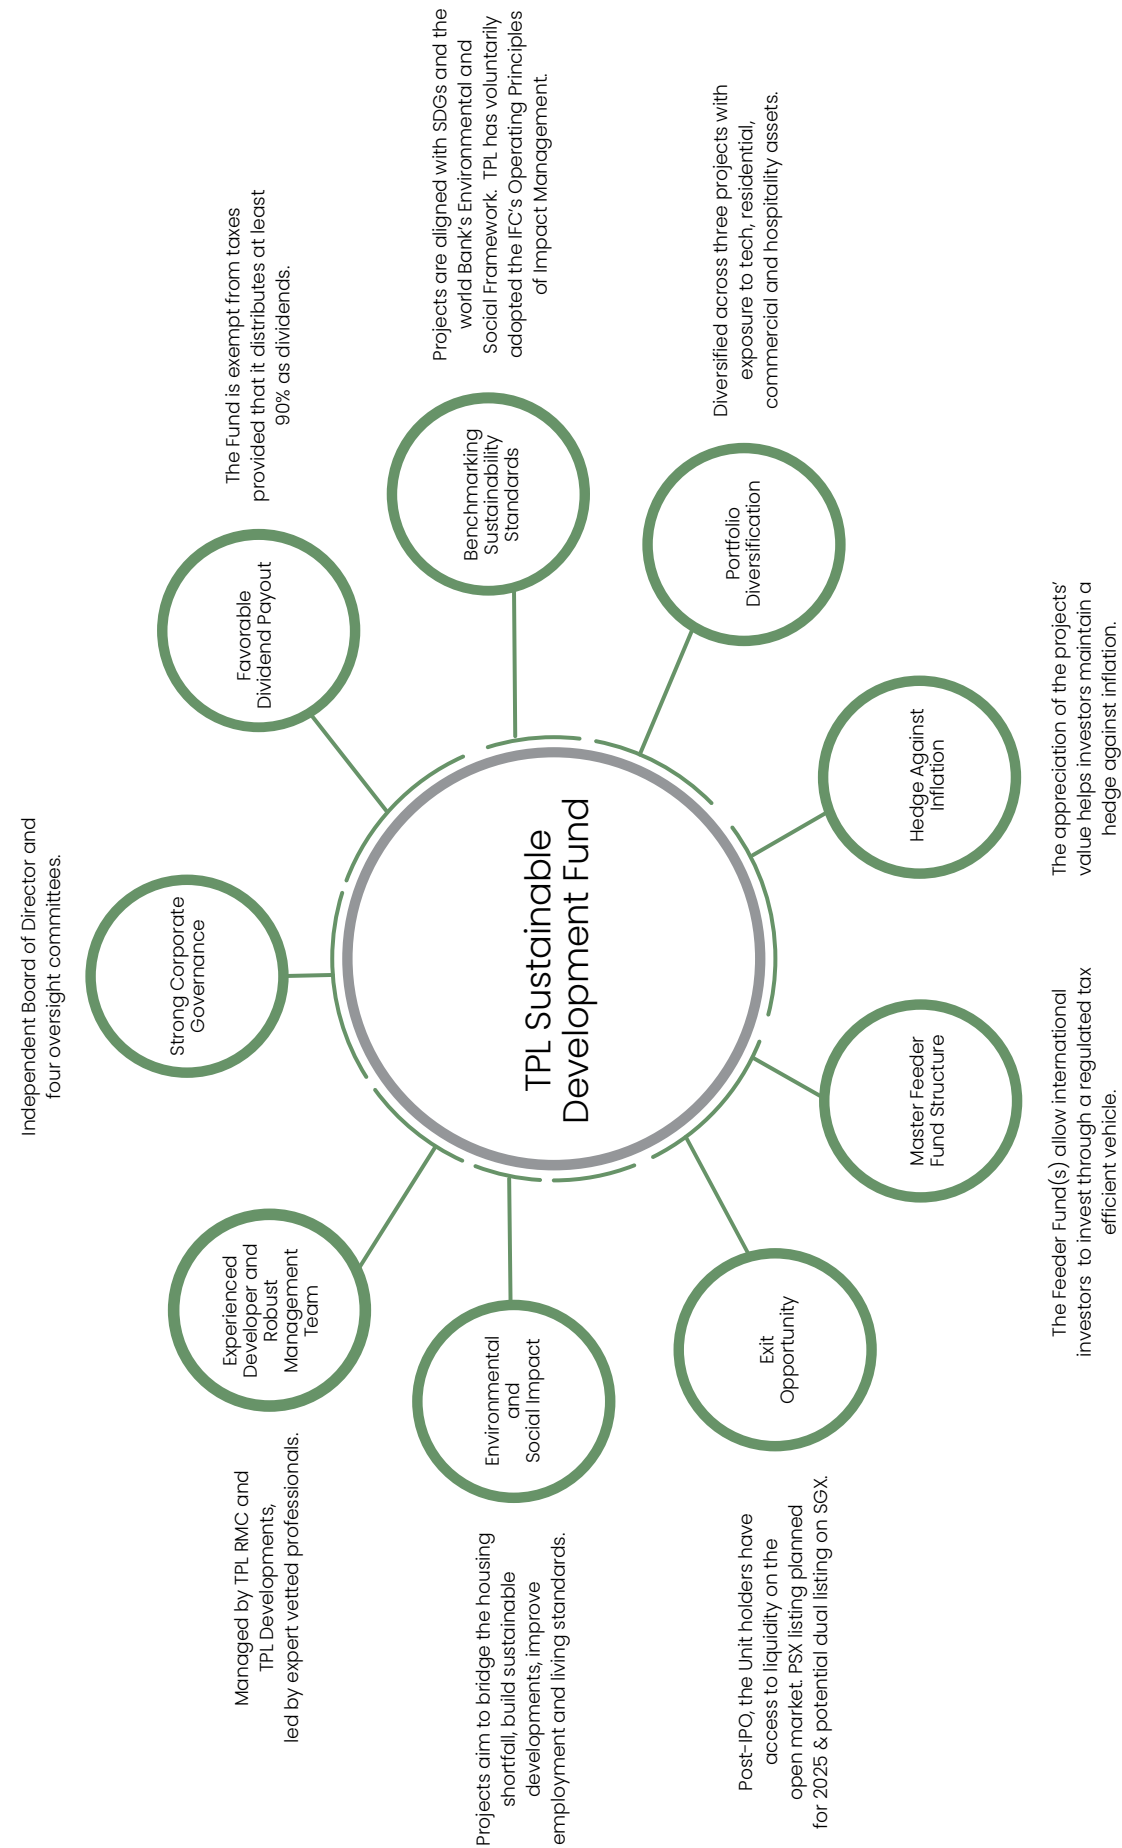 TPL Sustainable
Development Fund
Strong Corporate
Governance
Independent Board of Director and
four oversight committees.
Favorable
Dividend Payout
The Fund is exempt from taxes
provided that it distributes at least
90% as dividends.
Benchmarking
Sustainability
Standards
Projects are aligned with SDGs and the
world Bank's Environmental and
Social Framework. TPL has voluntarily
adopted the IFC's Operating Principles
of Impact Management.
Portfolio
Diversification
Diversified across three projects with
exposure to tech, residential,
commercial and hospitality assets.
Hedge Against
Inflation
The appreciation of the projects'
value helps investors maintain a
hedge against inflation.
Master Feeder
Fund Structure
The Feeder Fund(s) allow international
investors to invest through a regulated tax
efficient vehicle.
Exit
Opportunity
Post-IPO, the Unit holders have
access to liquidity on the
open market. PSX listing planned
for 2025 & potential dual listing on SGX.
Environmental
and
Social Impact
Projects aim to bridge the housing
shortfall, build sustainable
developments, improve
employment and living standards.
Experienced
Developer and
Robust
Management
Team
Managed by TPL RMC and
TPL Developments,
led by expert vetted professionals.